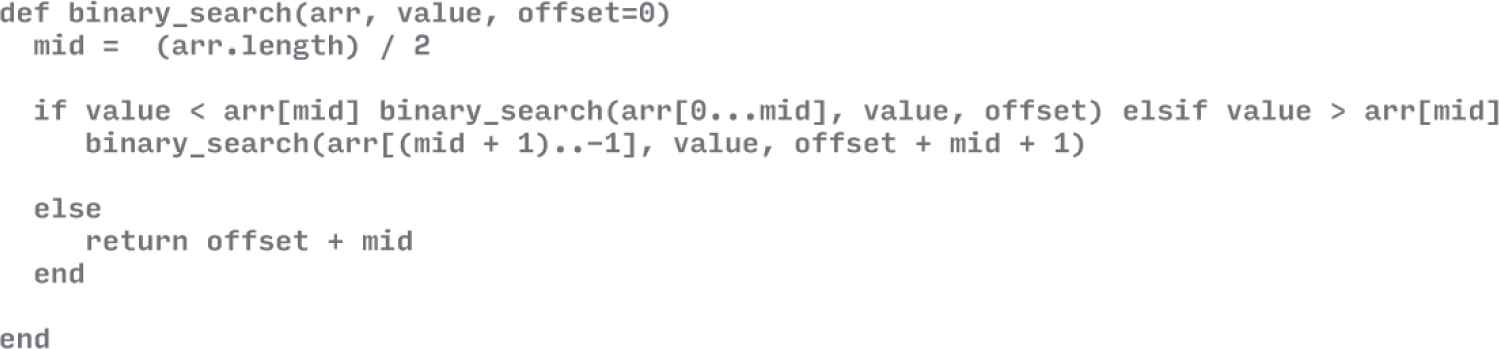 def binary_search(arr, value, offset=0)
  mid =  (arr.length) / 2
  if value < arr[mid] binary_search(arr[0...mid], value, offset) elsif value > arr[mid]
     binary_search(arr[(mid + 1)..-1], value, offset + mid + 1)
  else
     return offset + mid
  end
end